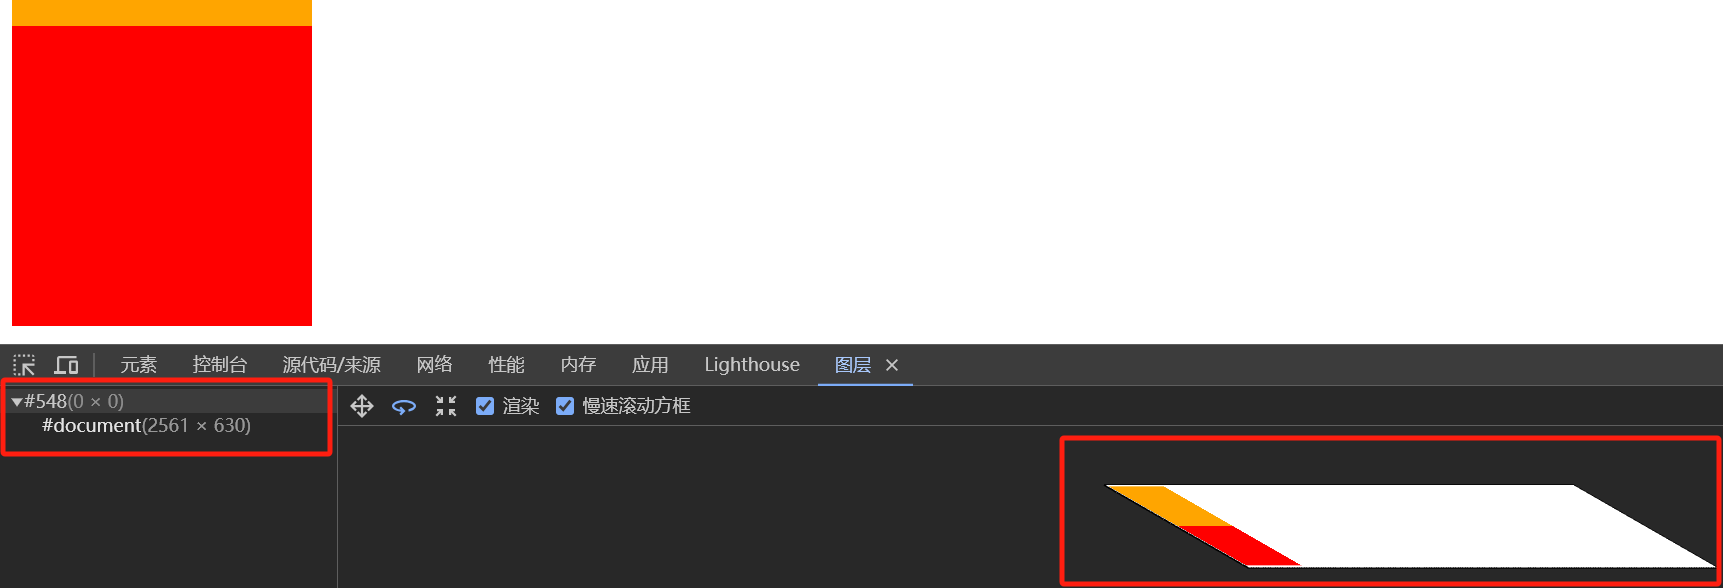 元素 控制台 源代码/来源 网络 性能 内存 应用 Lighthouse 图层
#548(0 × 0)
#document(2561 × 630)
渲染 慢速滚动方框